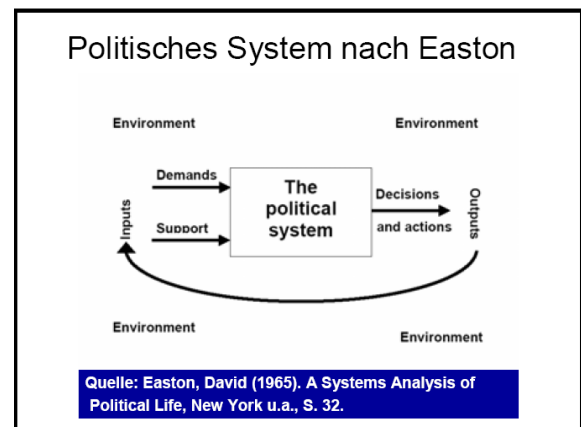 Politisches System nach Easton
Environment
Environment
Demands
The
political
system
Decisions
and actions
Inputs
Support
Outputs
Environment
Environment
Quelle: Easton, David (1965). A Systems Analysis of
Political Life, New York u.a., S. 32.